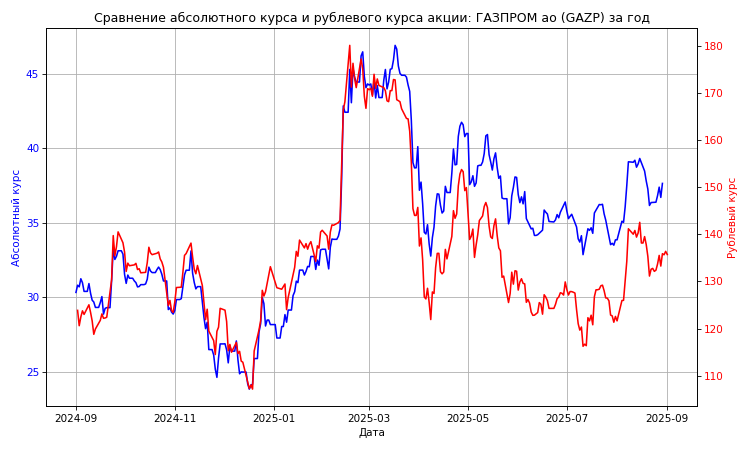 Сравнение абсолютного курса и рублевого курса акции: ГАЗПРОМ ао (GAZP) за год
Абсолютный курс
45
40
35
30
25
180
170
160
150
140
130
120
110
Рублевый курс
2024-09 2024-11 2025-01 2025-03 2025-05 2025-07 2025-09
Дата